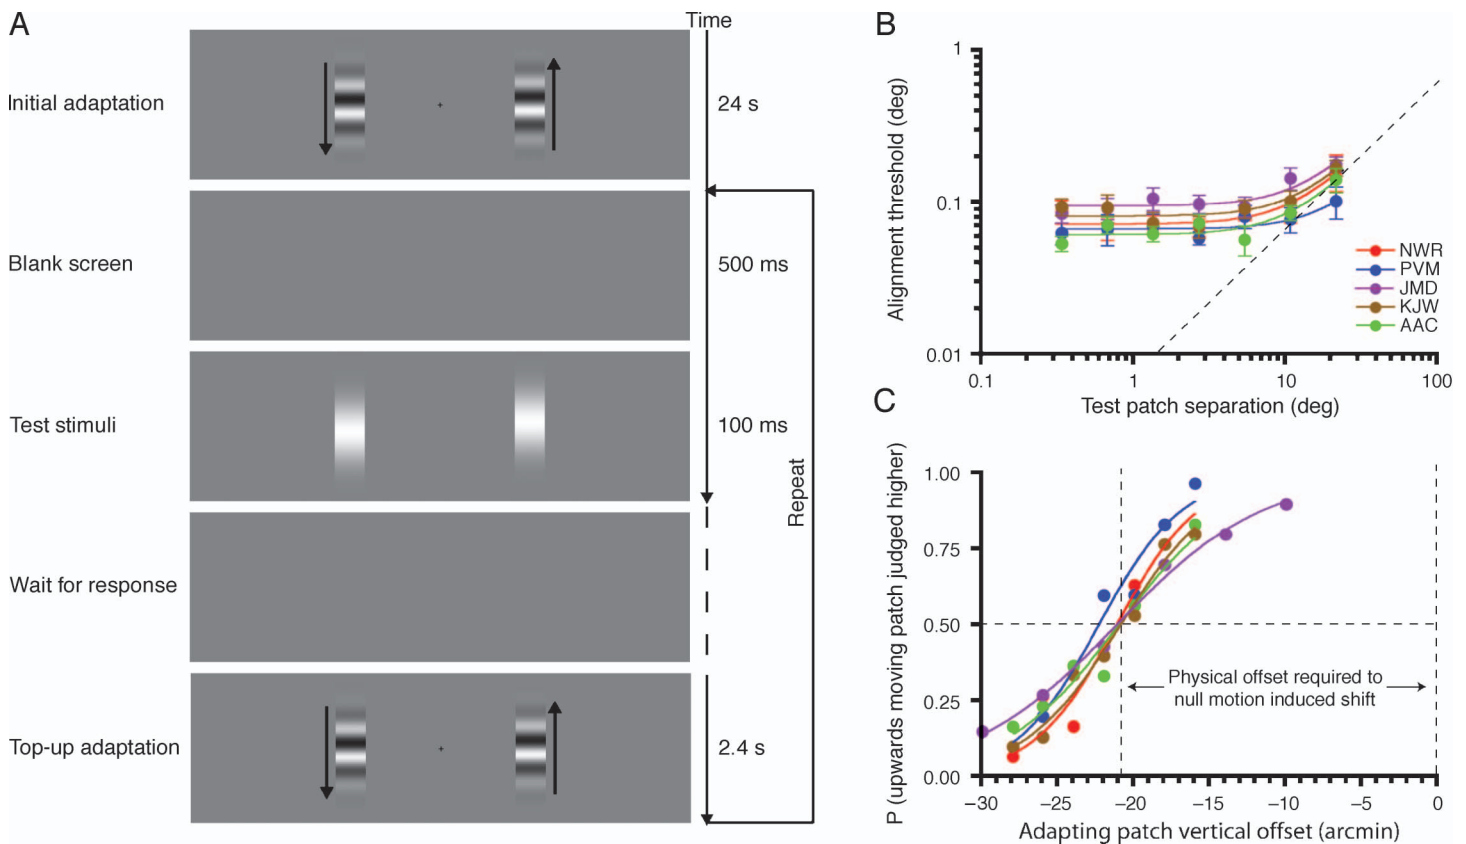 A
Time
Initial adaptation
24 s
Blank screen
500 ms
Test stimuli
100 ms
Repeat
Wait for response
Top-up adaptation
2.4 s
B
Alignment threshold (deg)
1
0.1
0.01
0.1
1
10
100
Test patch separation (deg)
NWR
PVM
JMD
KJW
AAC
C
P (upwards moving patch judged higher)
1.00
0.75
0.50
0.25
0.00
Physical offset required to
null motion induced shift
−30
−25
−20
−15
−10
−5
0
Adapting patch vertical offset (arcmin)